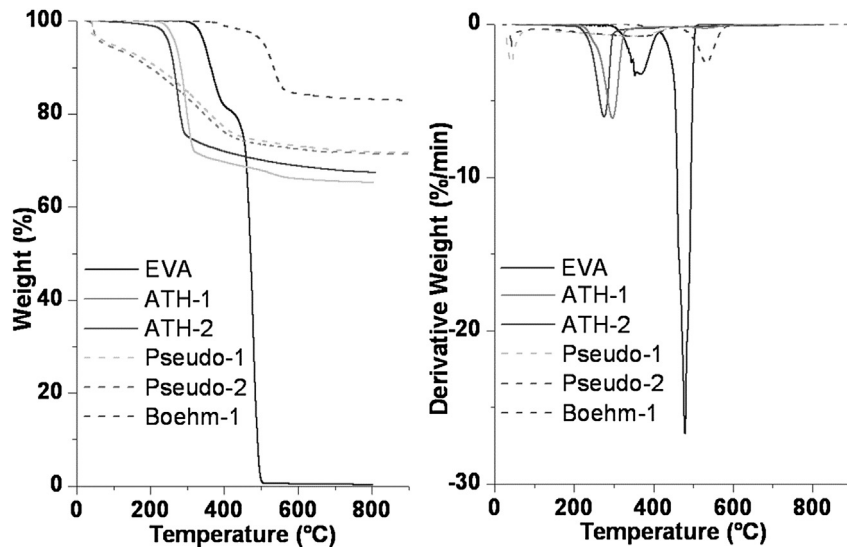 100
80
60
40
20
0
Weight (%)
EVA
ATH-1
ATH-2
Pseudo-1
Pseudo-2
Boehm-1
0 200 400 600 800
Temperature (ºC)
0
-10
-20
-30
Derivative Weight (%/min)
EVA
ATH-1
ATH-2
Pseudo-1
Pseudo-2
Boehm-1
0 200 400 600 800
Temperature (ºC)